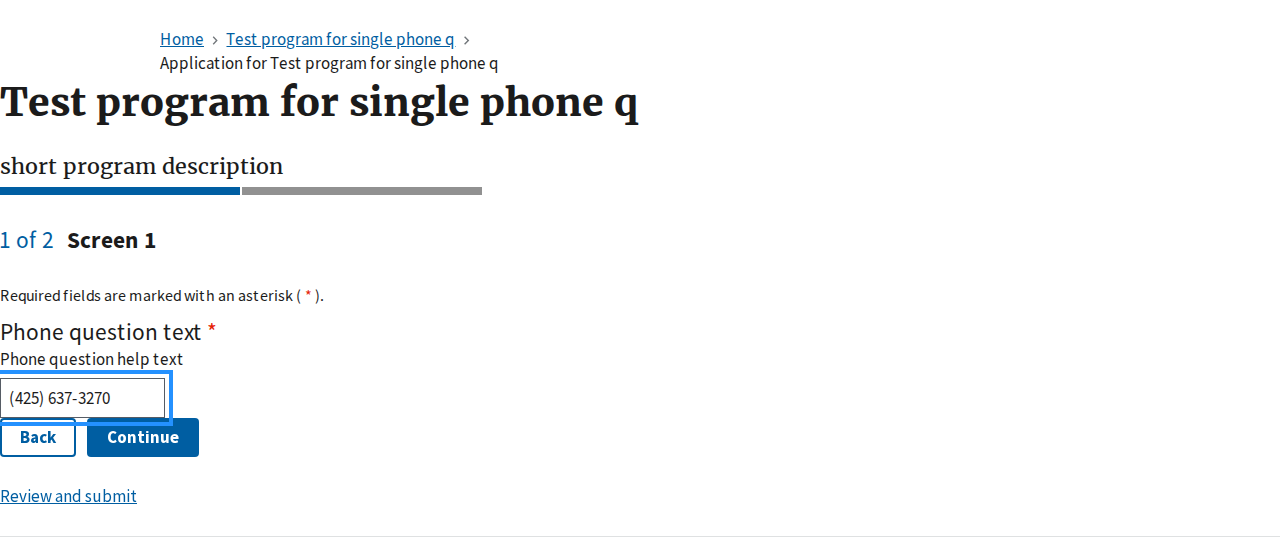 Home > Test program for single phone q >
Application for Test program for single phone q
Test program for single phone q
short program description
1 of 2 Screen 1
Required fields are marked with an asterisk ( * ).
Phone question text *
Phone question help text
(425) 637-3270
Back Continue
Review and submit